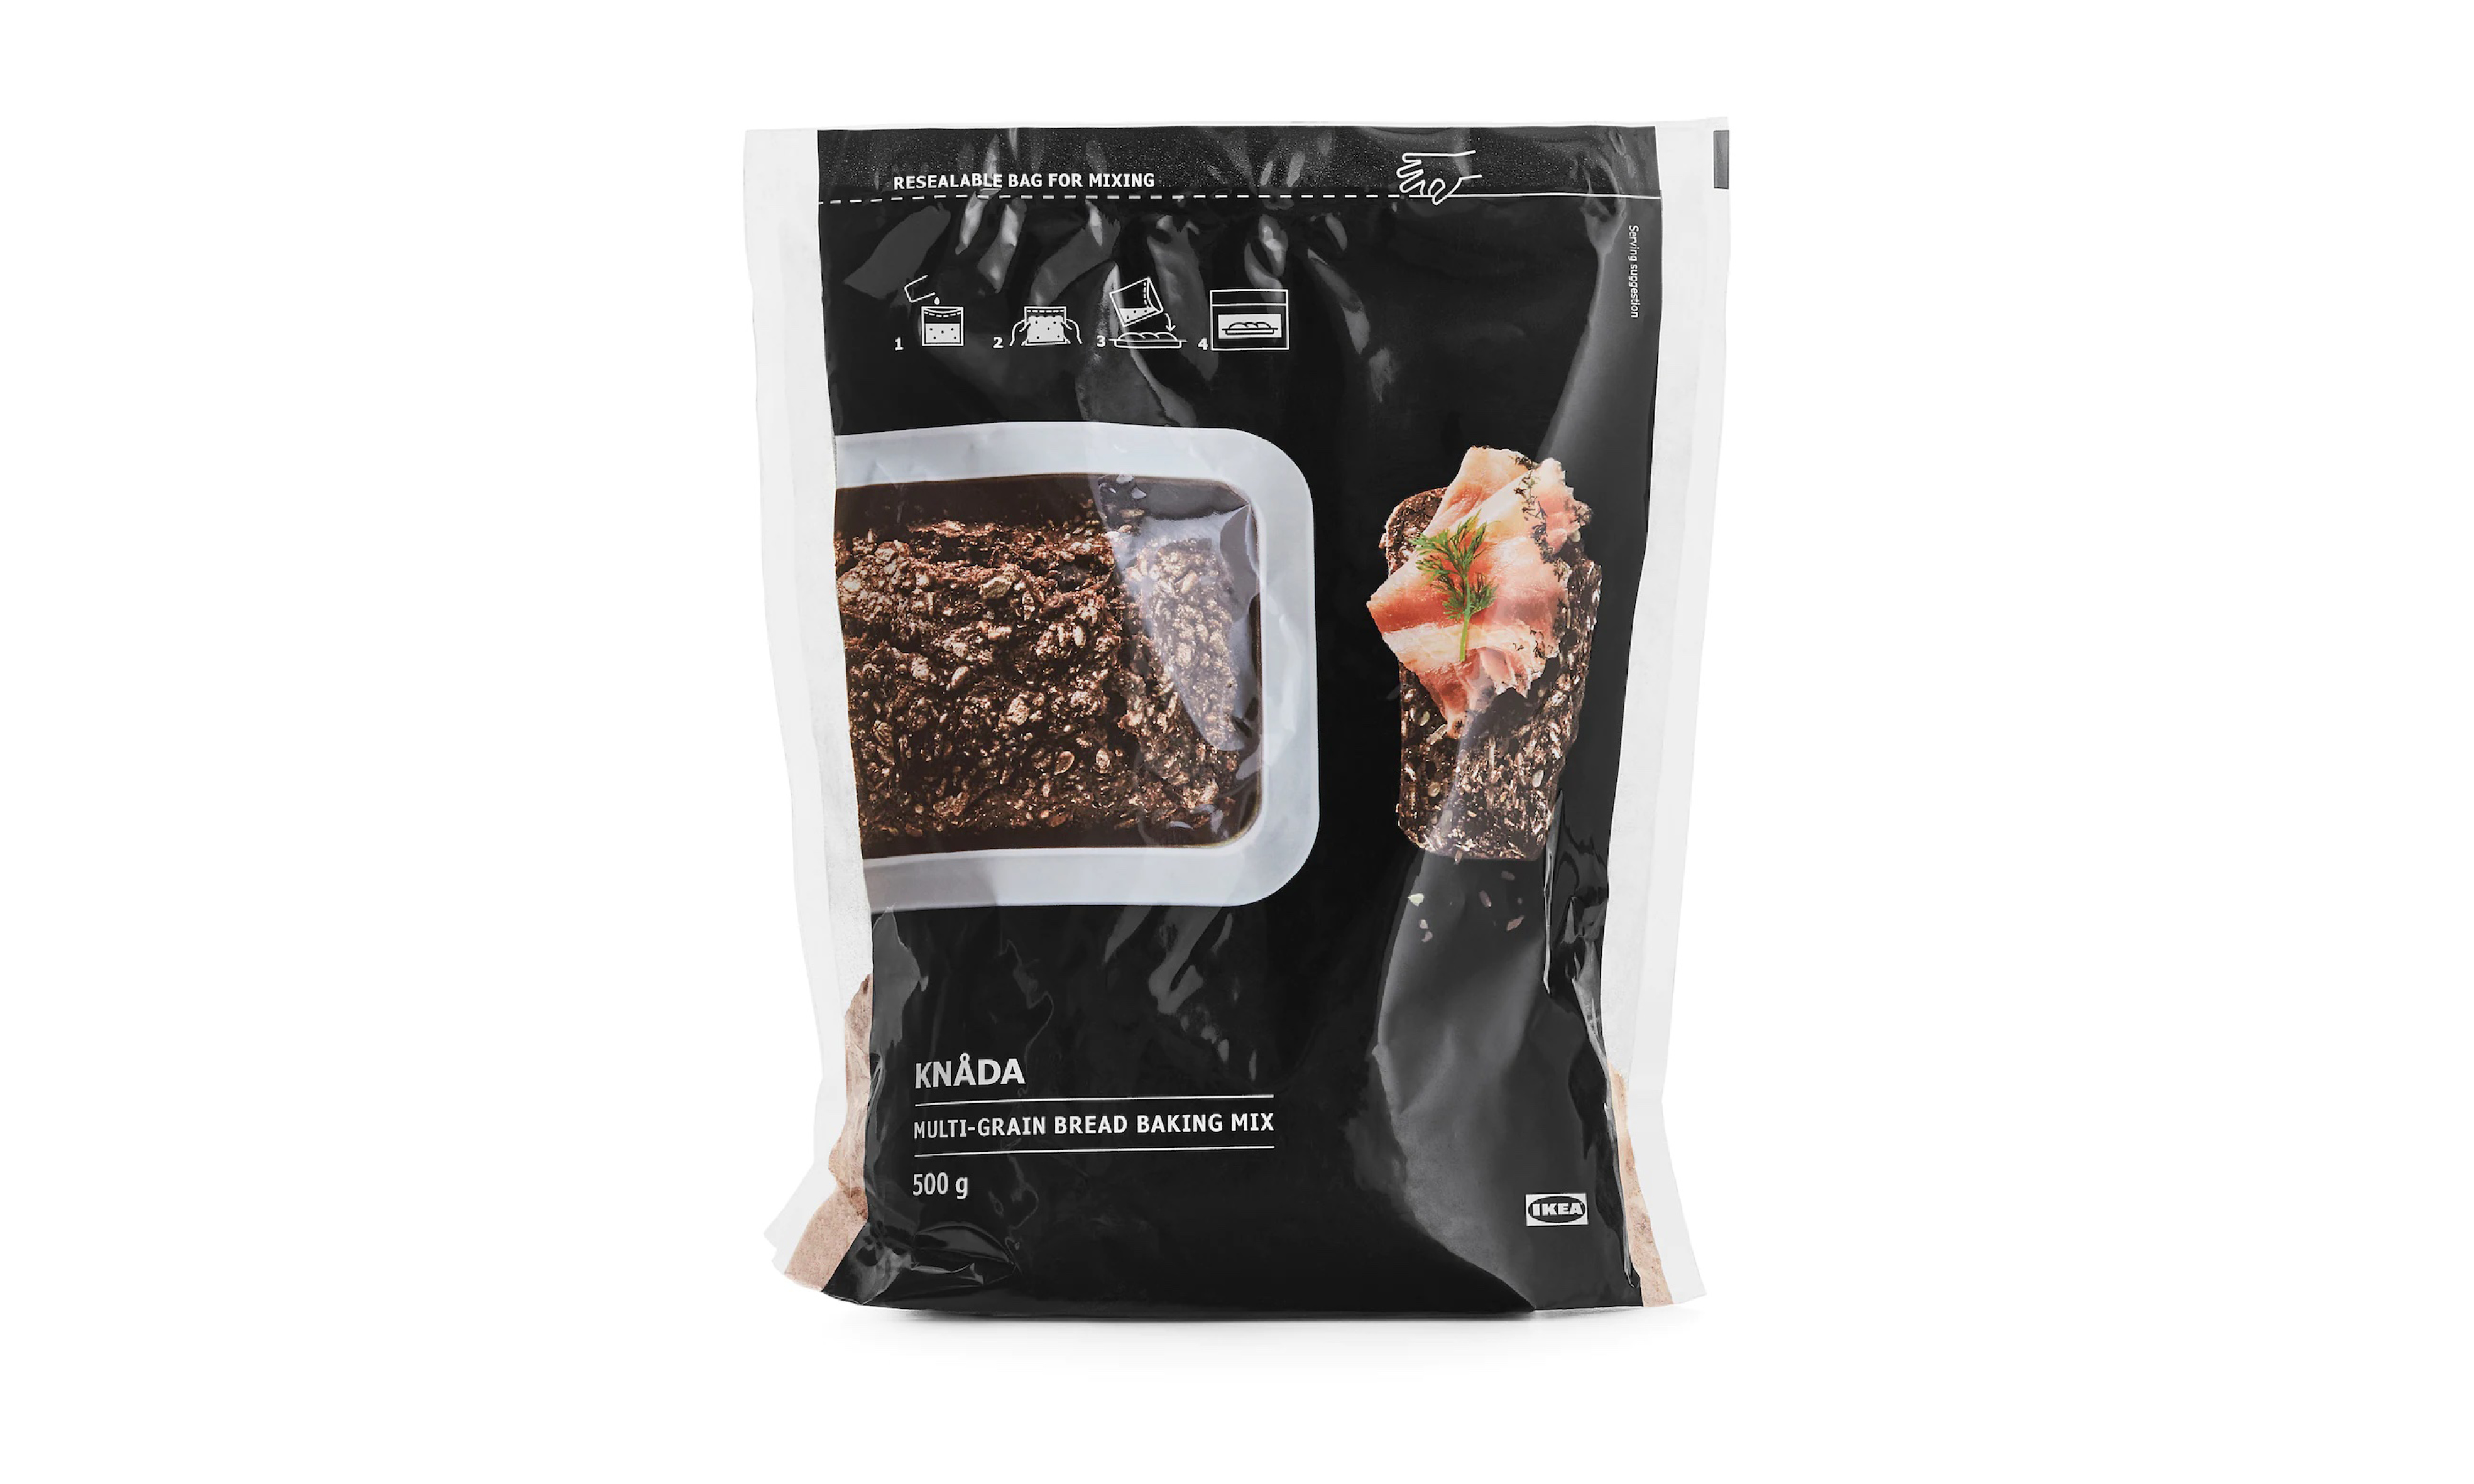 RESEALABLE BAG FOR MIXING
Serving suggestion
1 2 3 4
KNÅDA
MULTI-GRAIN BREAD BAKING MIX
500 g
IKEA